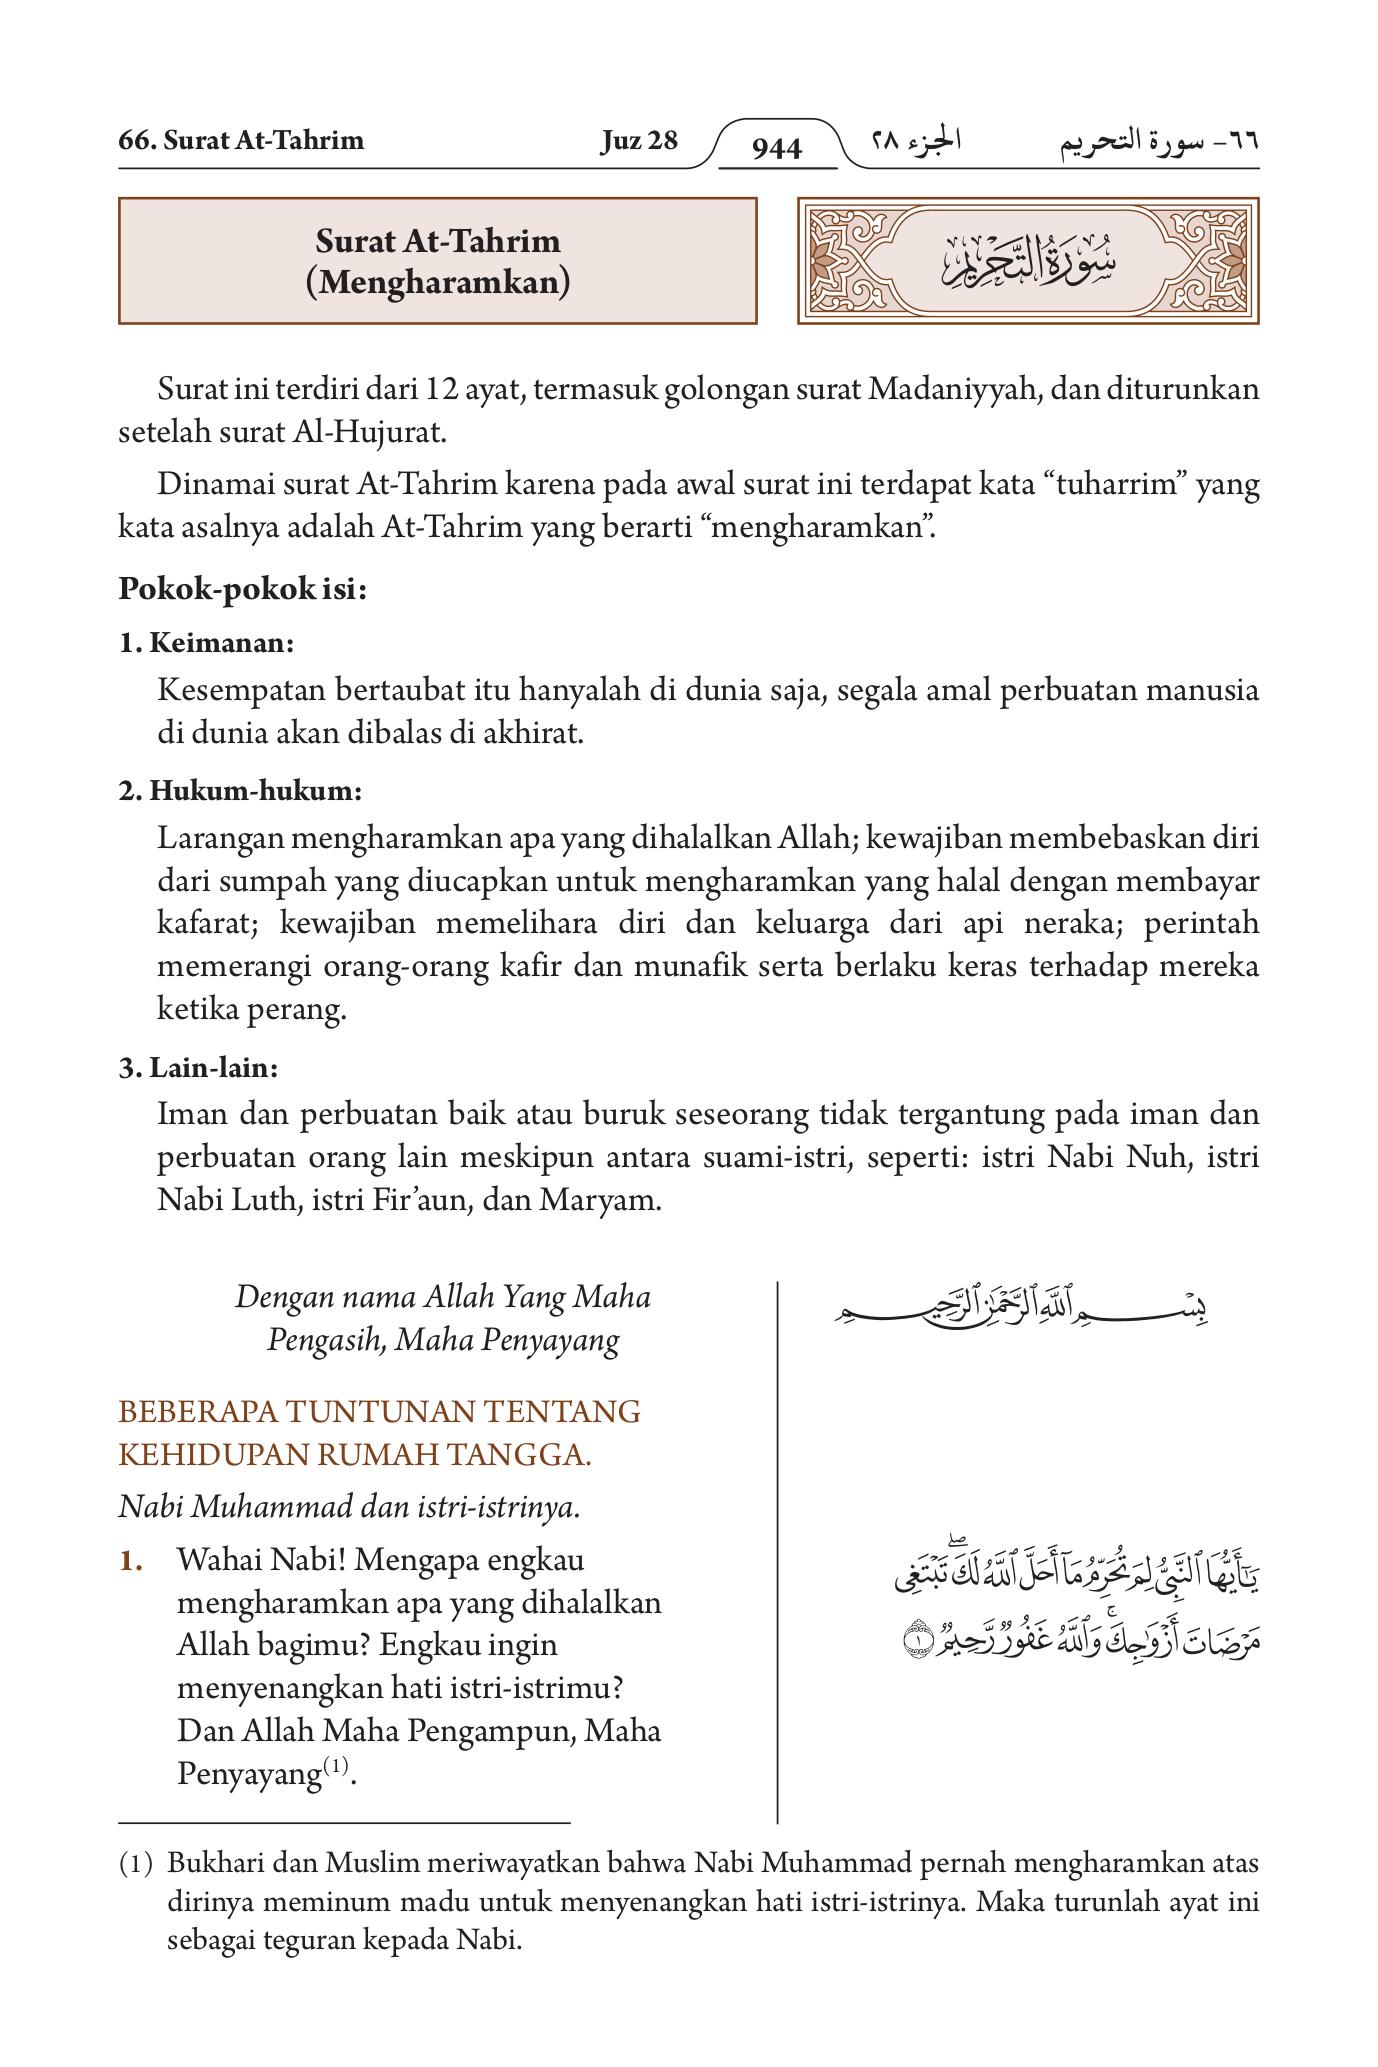 66. Surat At-Tahrim
Juz 28
944
الجزء ٢٨
٦٦- سورة التحريم
Surat At-Tahrim
(Mengharamkan)
سُورَةُ التَّحْرِيمِ
Surat ini terdiri dari 12 ayat, termasuk golongan surat Madaniyyah, dan diturunkan
setelah surat Al-Hujurat.
Dinamai surat At-Tahrim karena pada awal surat ini terdapat kata “tuharrim” yang
kata asalnya adalah At-Tahrim yang berarti “mengharamkan”.
Pokok-pokok isi:
1. Keimanan:
Kesempatan bertaubat itu hanyalah di dunia saja, segala amal perbuatan manusia
di dunia akan dibalas di akhirat.
2. Hukum-hukum:
Larangan mengharamkan apa yang dihalalkan Allah; kewajiban membebaskan diri
dari sumpah yang diucapkan untuk mengharamkan yang halal dengan membayar
kafarat; kewajiban memelihara diri dan keluarga dari api neraka; perintah
memerangi orang-orang kafir dan munafik serta berlaku keras terhadap mereka
ketika perang.
3. Lain-lain:
Iman dan perbuatan baik atau buruk seseorang tidak tergantung pada iman dan
perbuatan orang lain meskipun antara suami-istri, seperti: istri Nabi Nuh, istri
Nabi Luth, istri Fir’aun, dan Maryam.
Dengan nama Allah Yang Maha
Pengasih, Maha Penyayang
BEBERAPA TUNTUNAN TENTANG
KEHIDUPAN RUMAH TANGGA.
Nabi Muhammad dan istri-istrinya.
1. Wahai Nabi! Mengapa engkau
mengharamkan apa yang dihalalkan
Allah bagimu? Engkau ingin
menyenangkan hati istri-istrimu?
Dan Allah Maha Pengampun, Maha
Penyayang(1).
بِسْمِ ٱللَّهِ ٱلرَّحْمَٰنِ ٱلرَّحِيمِ
يَٰٓأَيُّهَا ٱلنَّبِىُّ لِمَ تُحَرِّمُ مَآ أَحَلَّ ٱللَّهُ لَكَ ۖ تَبْتَغِى
مَرْضَاتَ أَزْوَٰجِكَ ۚ وَٱللَّهُ غَفُورٌ رَّحِيمٌ ١
(1) Bukhari dan Muslim meriwayatkan bahwa Nabi Muhammad pernah mengharamkan atas
dirinya meminum madu untuk menyenangkan hati istri-istrinya. Maka turunlah ayat ini
sebagai teguran kepada Nabi.